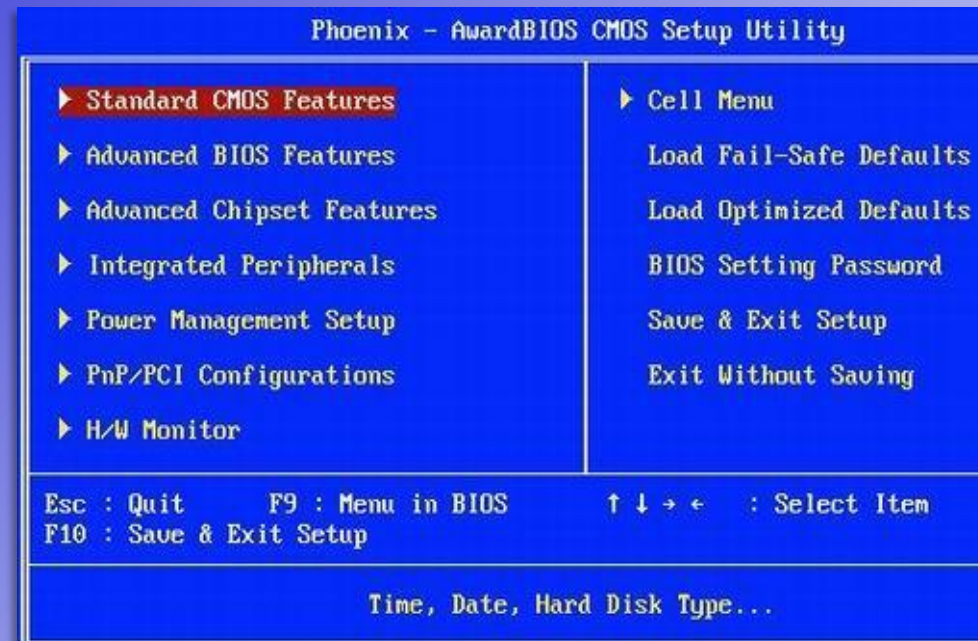 Phoenix - AwardBIOS CMOS Setup Utility
Standard CMOS Features
Advanced BIOS Features
Advanced Chipset Features
Integrated Peripherals
Power Management Setup
PnP/PCI Configurations
H/W Monitor
Cell Menu
Load Fail-Safe Defaults
Load Optimized Defaults
BIOS Setting Password
Save & Exit Setup
Exit Without Saving
Esc : Quit F9 : Menu in BIOS ↑ ↓ → ← : Select Item
F10 : Save & Exit Setup
Time, Date, Hard Disk Type...